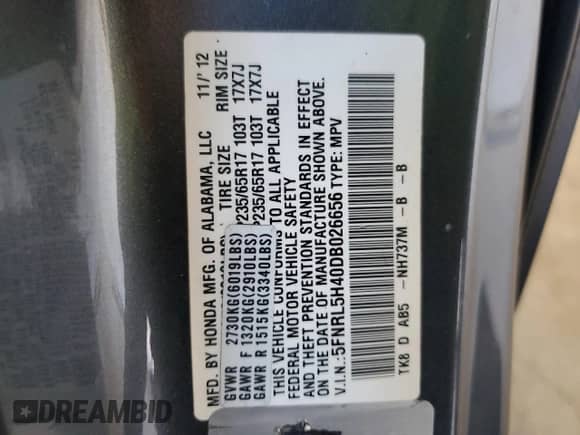 MFD. BY HONDA MFG. OF ALABAMA, LLC 11/'12
TIRE SIZE RIM SIZE
GVWR 2730KG(6019LBS)
GAWR F 1320KG(2910LBS) P235/65R17 103T 17X7J
GAWR R 1515KG(3340LBS) P235/65R17 103T 17X7J
THIS VEHICLE CONFORMS TO ALL APPLICABLE
FEDERAL MOTOR VEHICLE SAFETY
AND THEFT PREVENTION STANDARDS IN EFFECT
ON THE DATE OF MANUFACTURE SHOWN ABOVE.
V.I.N.:5FNRL5H40DB026656 TYPE: MPV
TK8 D AB5 -NH737M -B -B
DREAMBID